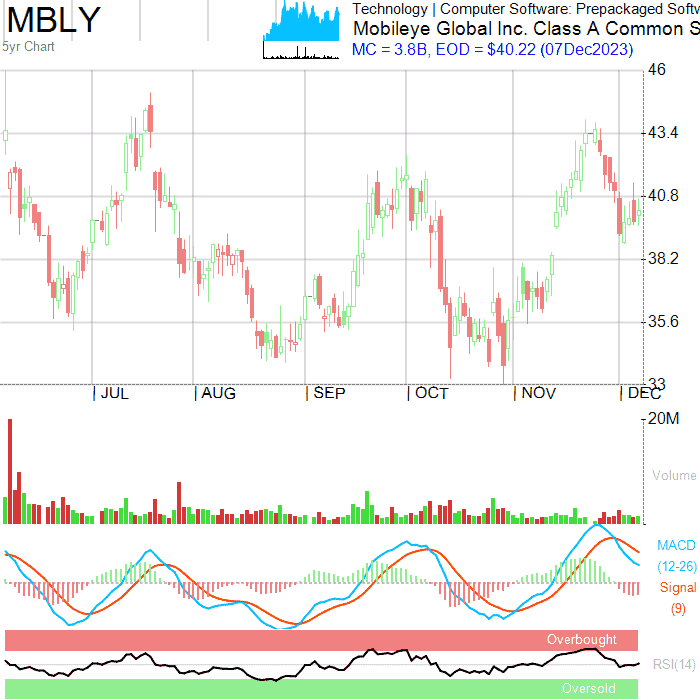 MBLY
5yr Chart
Technology | Computer Software: Prepackaged Softw
Mobileye Global Inc. Class A Common S
MC = 3.8B, EOD = $40.22 (07Dec2023)
46
43.4
40.8
38.2
35.6
33
JUL AUG SEP OCT NOV DEC
20M
Volume
MACD
(12-26)
Signal
(9)
Overbought
RSI(14)
Oversold